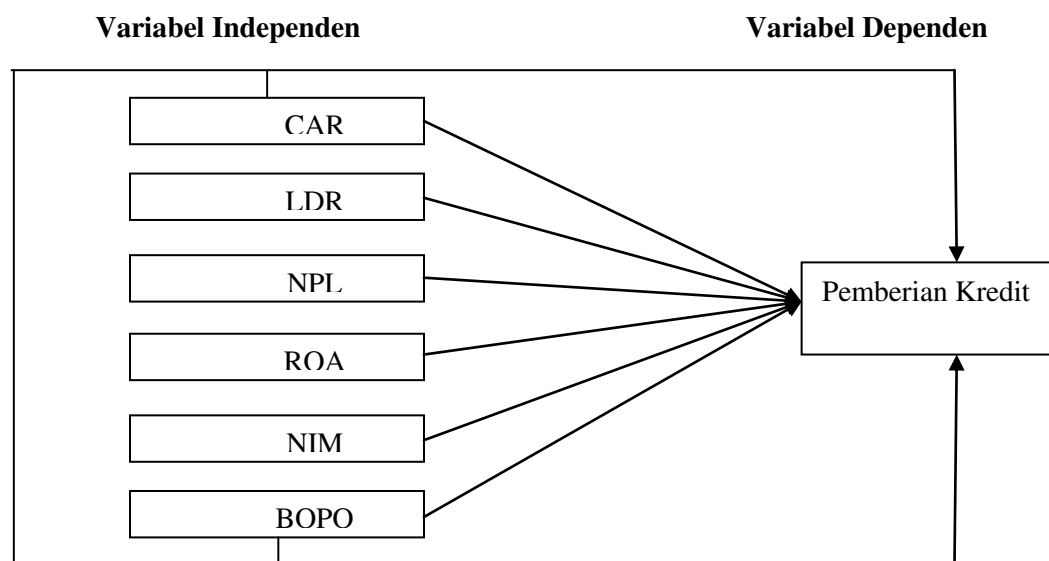 Variabel Independen
Variabel Dependen
CAR
LDR
NPL
ROA
NIM
BOPO
Pemberian Kredit